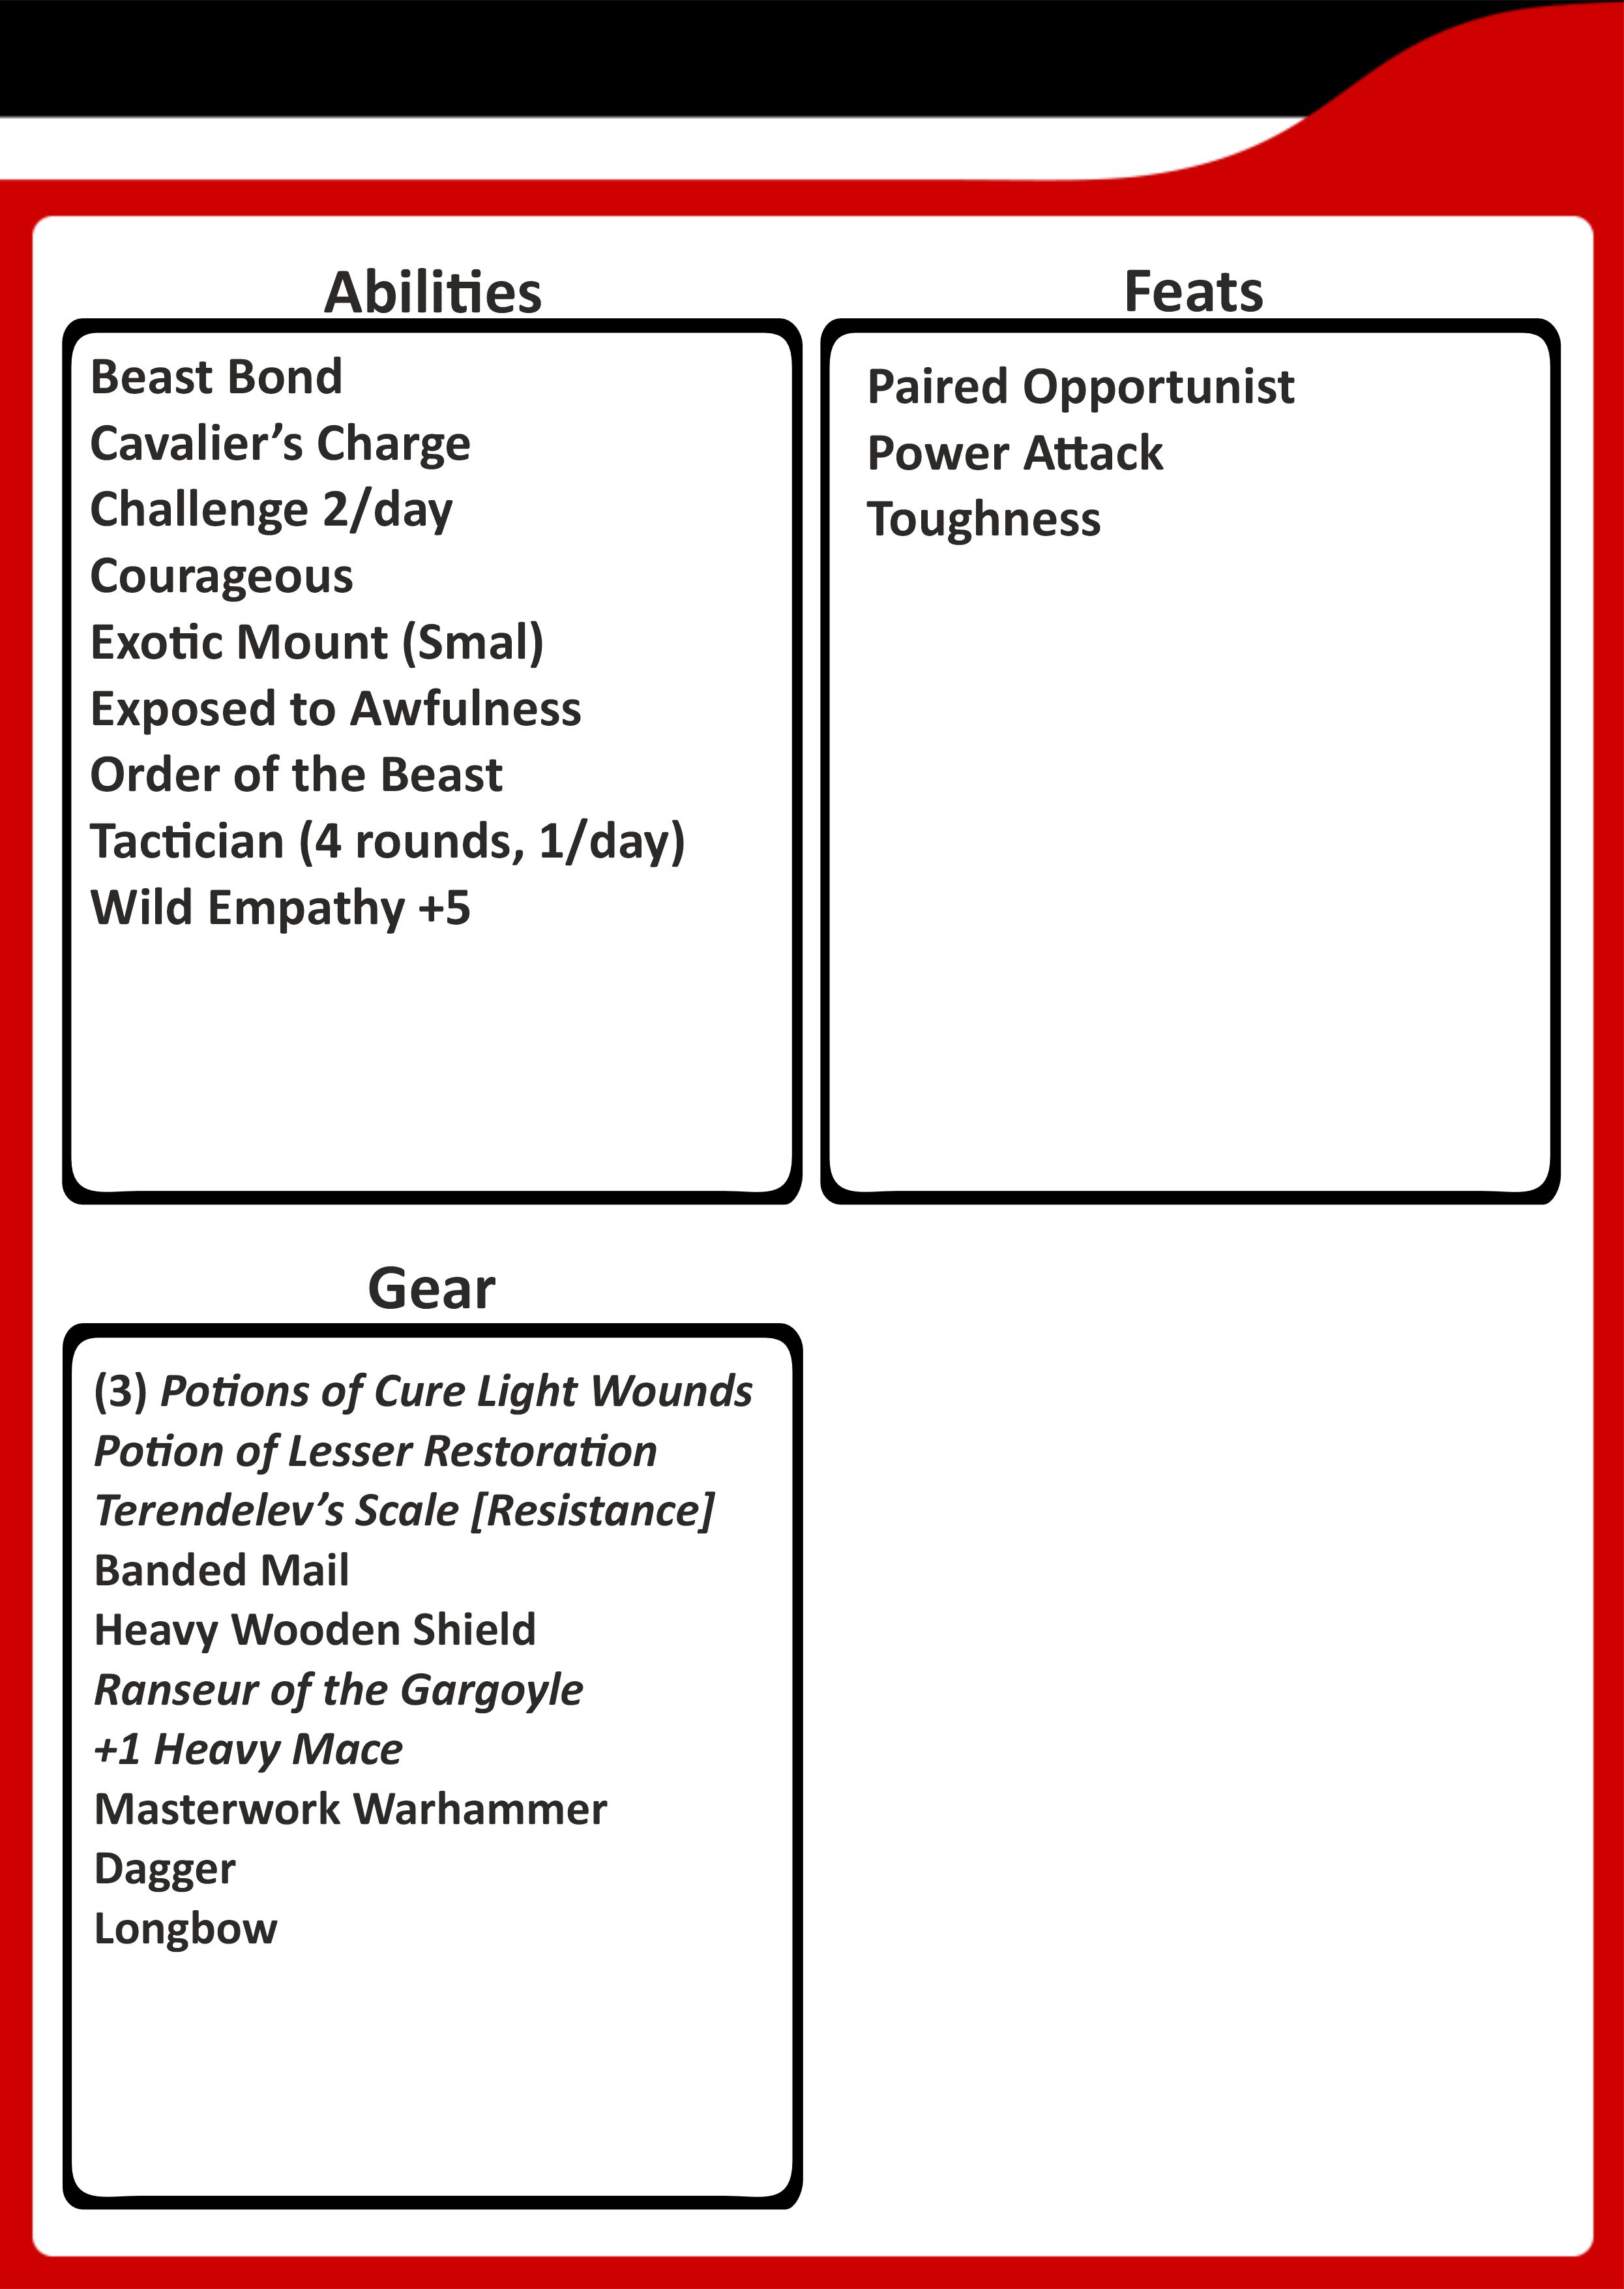 Abilities
Beast Bond
Cavalier’s Charge
Challenge 2/day
Courageous
Exotic Mount (Smal)
Exposed to Awfulness
Order of the Beast
Tactician (4 rounds, 1/day)
Wild Empathy +5
Feats
Paired Opportunist
Power Attack
Toughness
Gear
(3) Potions of Cure Light Wounds
Potion of Lesser Restoration
Terendelev’s Scale [Resistance]
Banded Mail
Heavy Wooden Shield
Ranseur of the Gargoyle
+1 Heavy Mace
Masterwork Warhammer
Dagger
Longbow